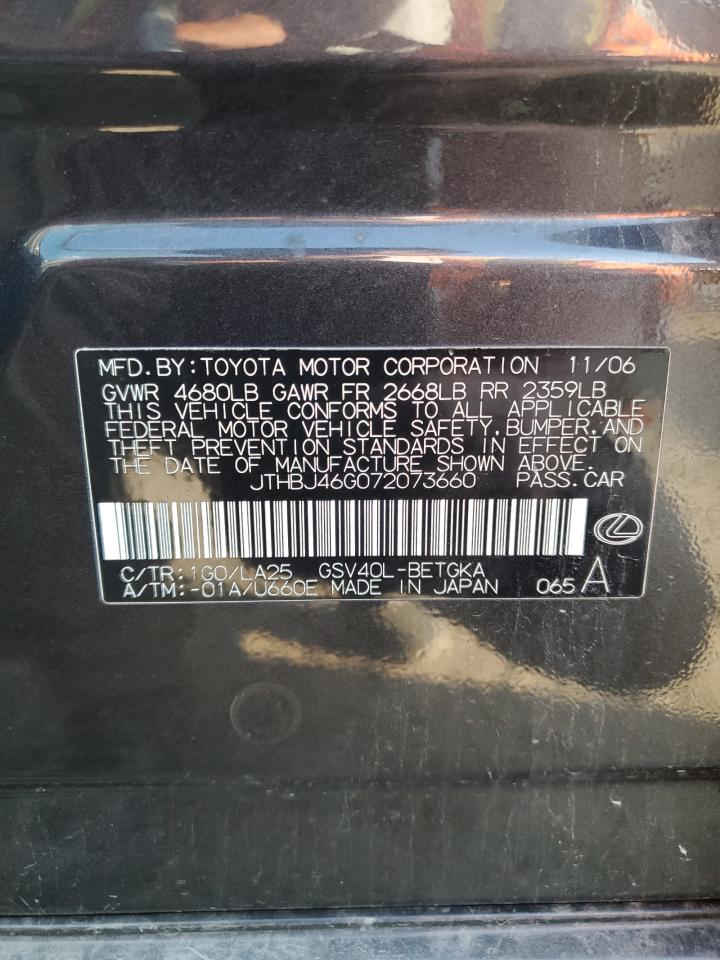 MFD.BY:TOYOTA MOTOR CORPORATION 11/06
GVWR 4680LB GAWR FR 2668LB RR 2359LB
THIS VEHICLE CONFORMS TO ALL APPLICABLE
FEDERAL MOTOR VEHICLE SAFETY,BUMPER,AND
THEFT PREVENTION STANDARDS IN EFFECT ON
THE DATE OF MANUFACTURE SHOWN ABOVE.
JTHBJ46G072073660 PASS.CAR
C/TR:1G0/LA25 GSV40L-BETGKA
A/TM:-01A/U660E MADE IN JAPAN 065 A